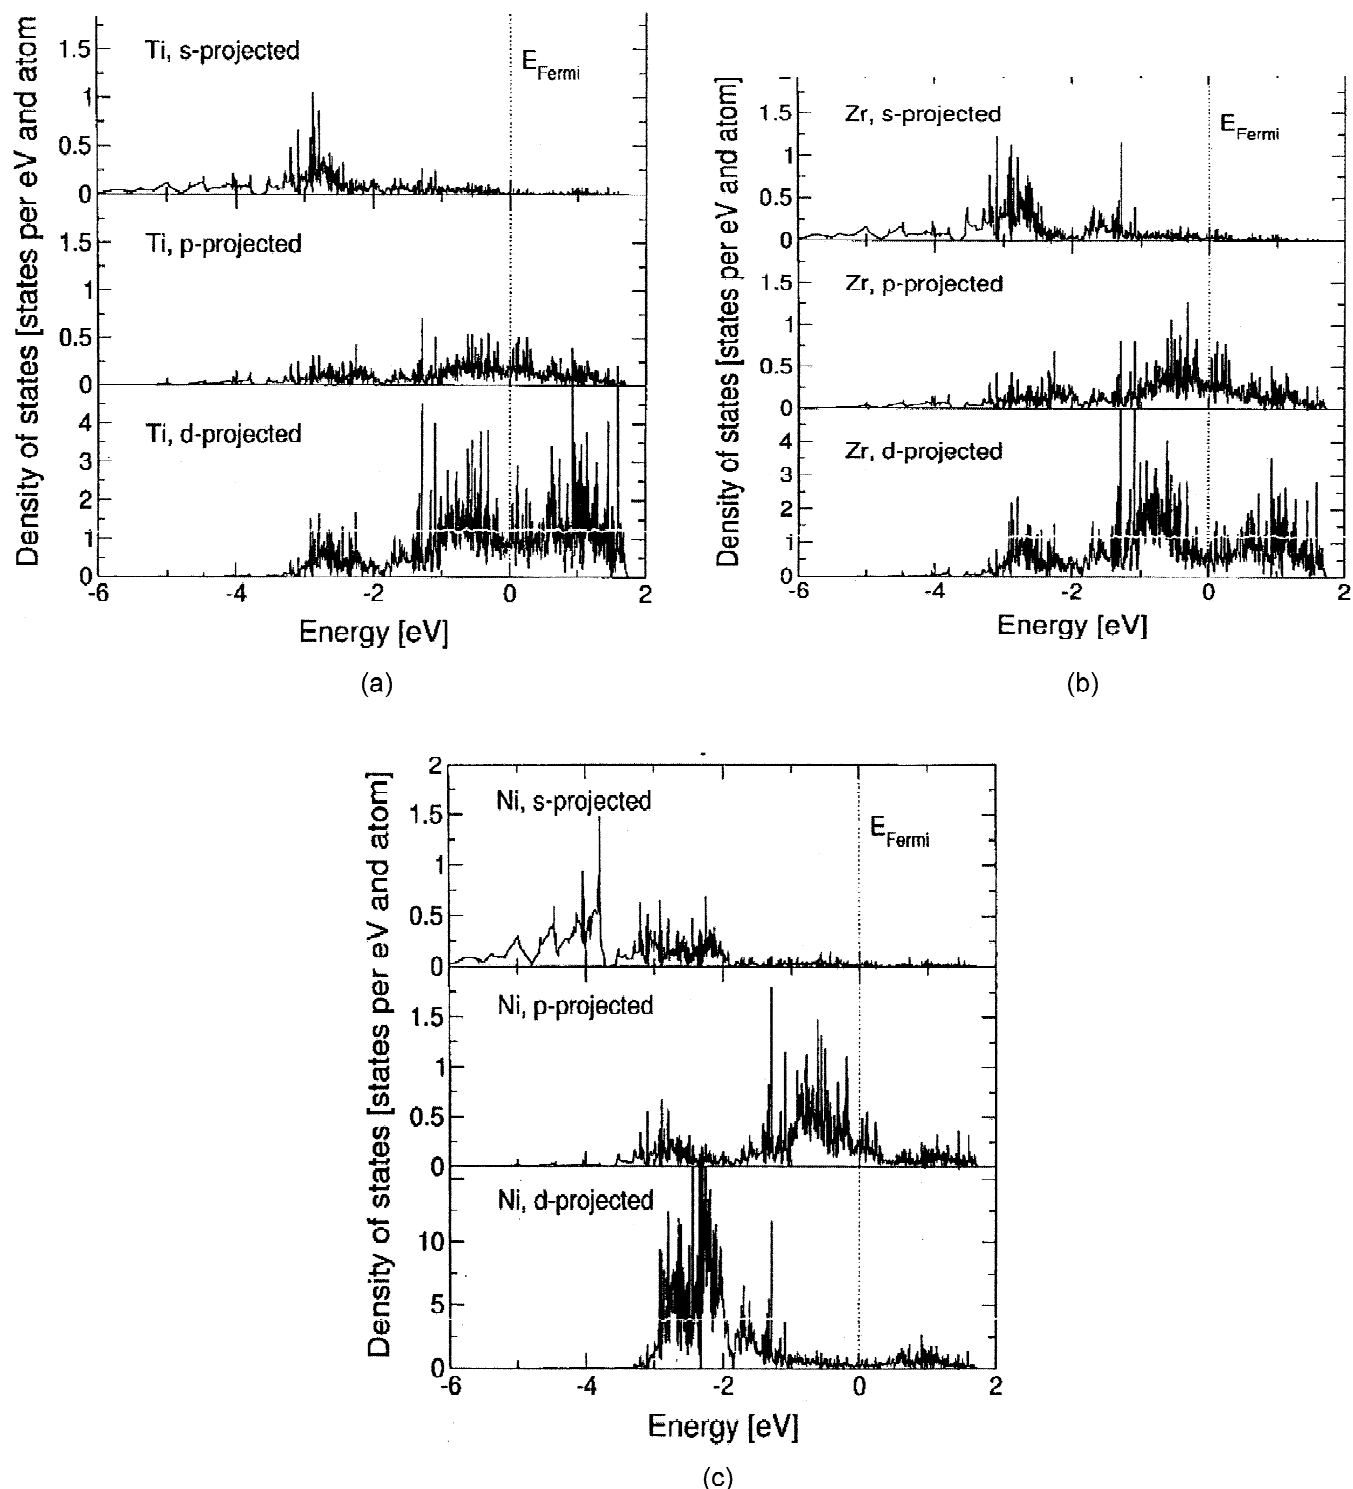 Density of states [states per eV and atom]
Ti, s-projected
E Fermi
1.5
1
0.5
0
Ti, p-projected
1.5
1
0.5
0
Ti, d-projected
4
3
2
1
0
-6 -4 -2 0 2
Energy [eV]
(a)
Density of states [states per eV and atom]
Zr, s-projected
E Fermi
1.5
1
0.5
0
Zr, p-projected
1.5
1
0.5
0
Zr, d-projected
4
3
2
1
0
-6 -4 -2 0 2
Energy [eV]
(b)
Density of states [states per eV and atom]
2
Ni, s-projected
E Fermi
1.5
1
0.5
0
Ni, p-projected
1.5
1
0.5
0
Ni, d-projected
10
5
0
-6 -4 -2 0 2
Energy [eV]
(c)